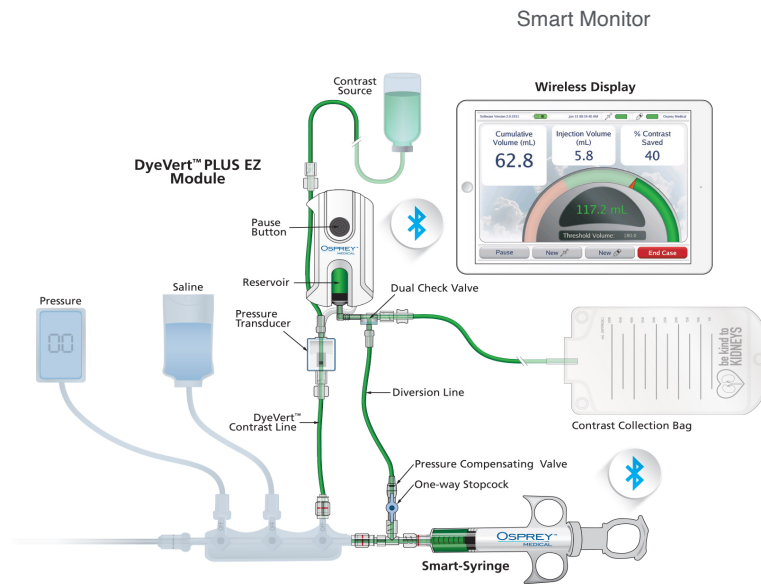 Smart Monitor
Contrast
Source
Wireless Display
Osprey Medical
Cumulative
Volume (mL)
62.8
Injection Volume
(mL)
5.8
% Contrast
Saved
40
117.2 mL
Threshold Volume:
Pause
New
New
End Case
DyeVert™ PLUS EZ
Module
Pause
Button
OSPREY™
MEDICAL
Reservoir
Dual Check Valve
Pressure
Saline
00
Pressure
Transducer
be kind to
KIDNEYS
Diversion Line
DyeVert™
Contrast Line
Contrast Collection Bag
Pressure Compensating Valve
One-way Stopcock
OSPREY™
MEDICAL
Smart-Syringe